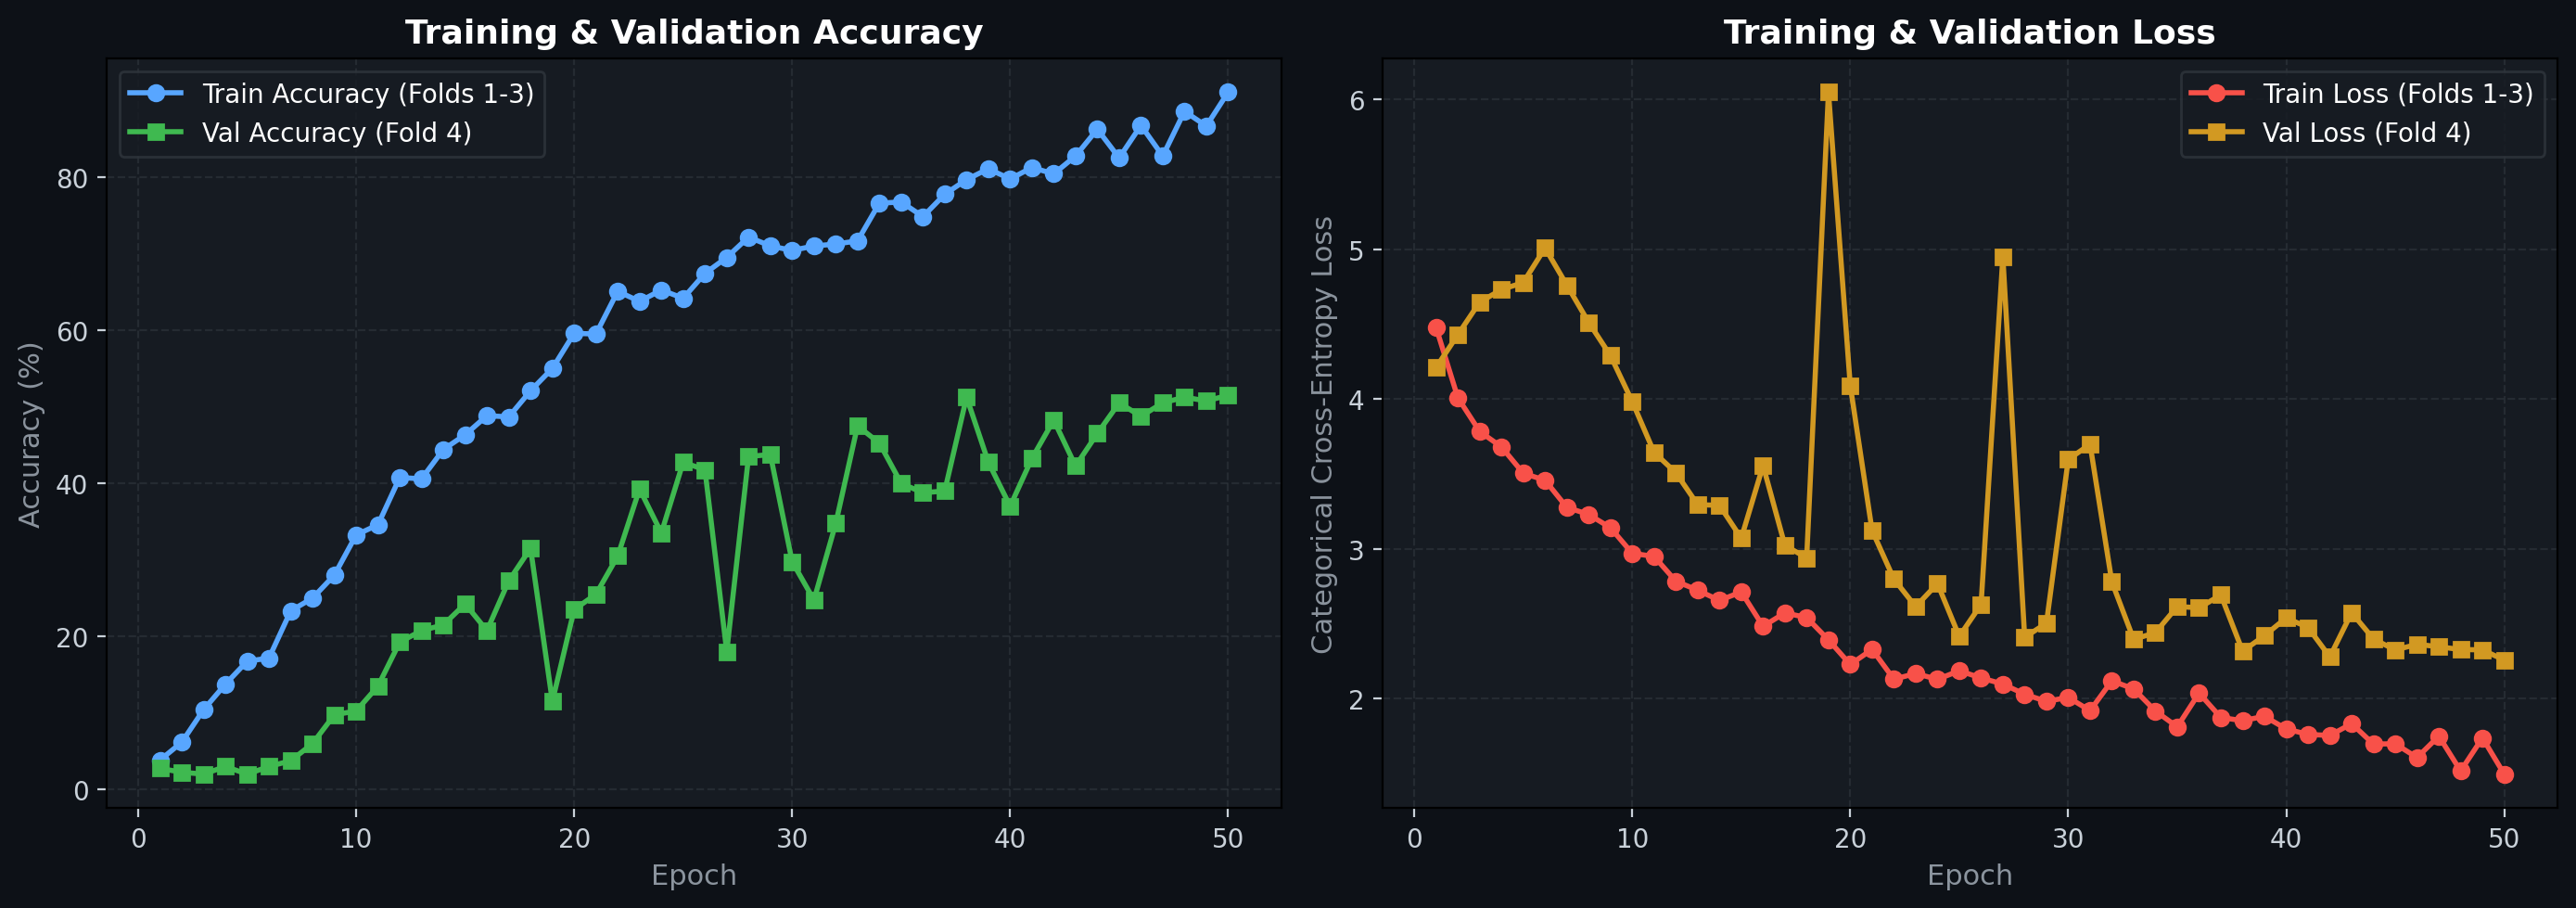 Training & Validation Accuracy
Train Accuracy (Folds 1-3)
Val Accuracy (Fold 4)
Accuracy (%)
80
60
40
20
0
0 10 20 30 40 50
Epoch
Training & Validation Loss
Train Loss (Folds 1-3)
Val Loss (Fold 4)
Categorical Cross-Entropy Loss
6
5
4
3
2
0 10 20 30 40 50
Epoch